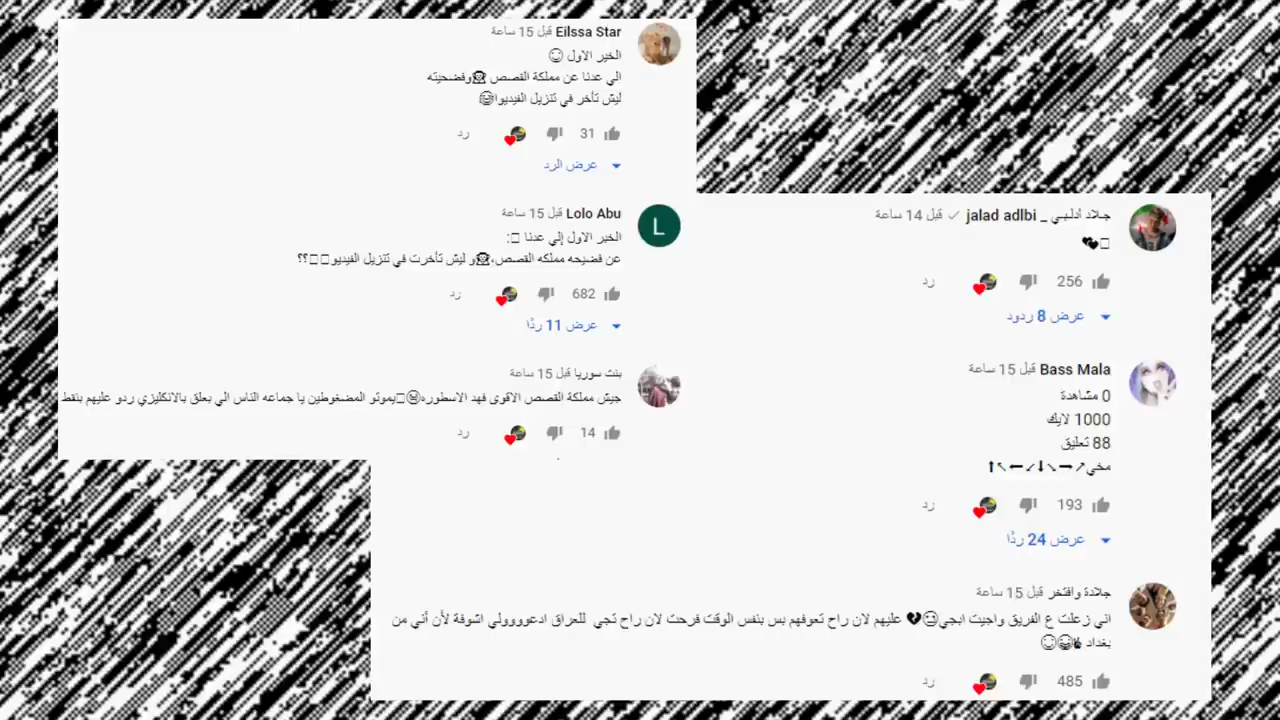 Eilssa Star قبل 15 ساعة
الخبر الاول
الي عدنا عن مملكة القصص وفضحيته
ليش تأخر في تنزيل الفيديوا
31 رد
عرض الرد
L
Lolo Abu قبل 15 ساعة
الخبر الاول إلي عدنا :
عن فضيحه مملكه القصص، و ليش تأخرت في تنزيل الفيديو؟؟
682 رد
عرض 11 ردًا
بنت سوريا قبل 15 ساعة
جيش مملكة القصص الاقوى فهد الاسطوره يموتو المضغوطين يا جماعه الناس الي بعلق بالانكليزي ردو عليهم بنقط
14 رد
جـلاد أدلـبـي _ jalad adlbi ✓ قبل 14 ساعة
256 رد
عرض 8 ردود
Bass Mala قبل 15 ساعة
0 مشاهدة
1000 لايك
88 تعليق
مخي↗→↘↓↙←↖↑
193 رد
عرض 24 ردًا
جلادة وافتخر قبل 15 ساعة
اني زعلت ع الفريق واجيت ابجي💔 عليهم لان راح تعوفهم بس بنفس الوقت فرحت لان راح تجي للعراق ادعووولي اشوفة لأن أني من
بغداد
485 رد